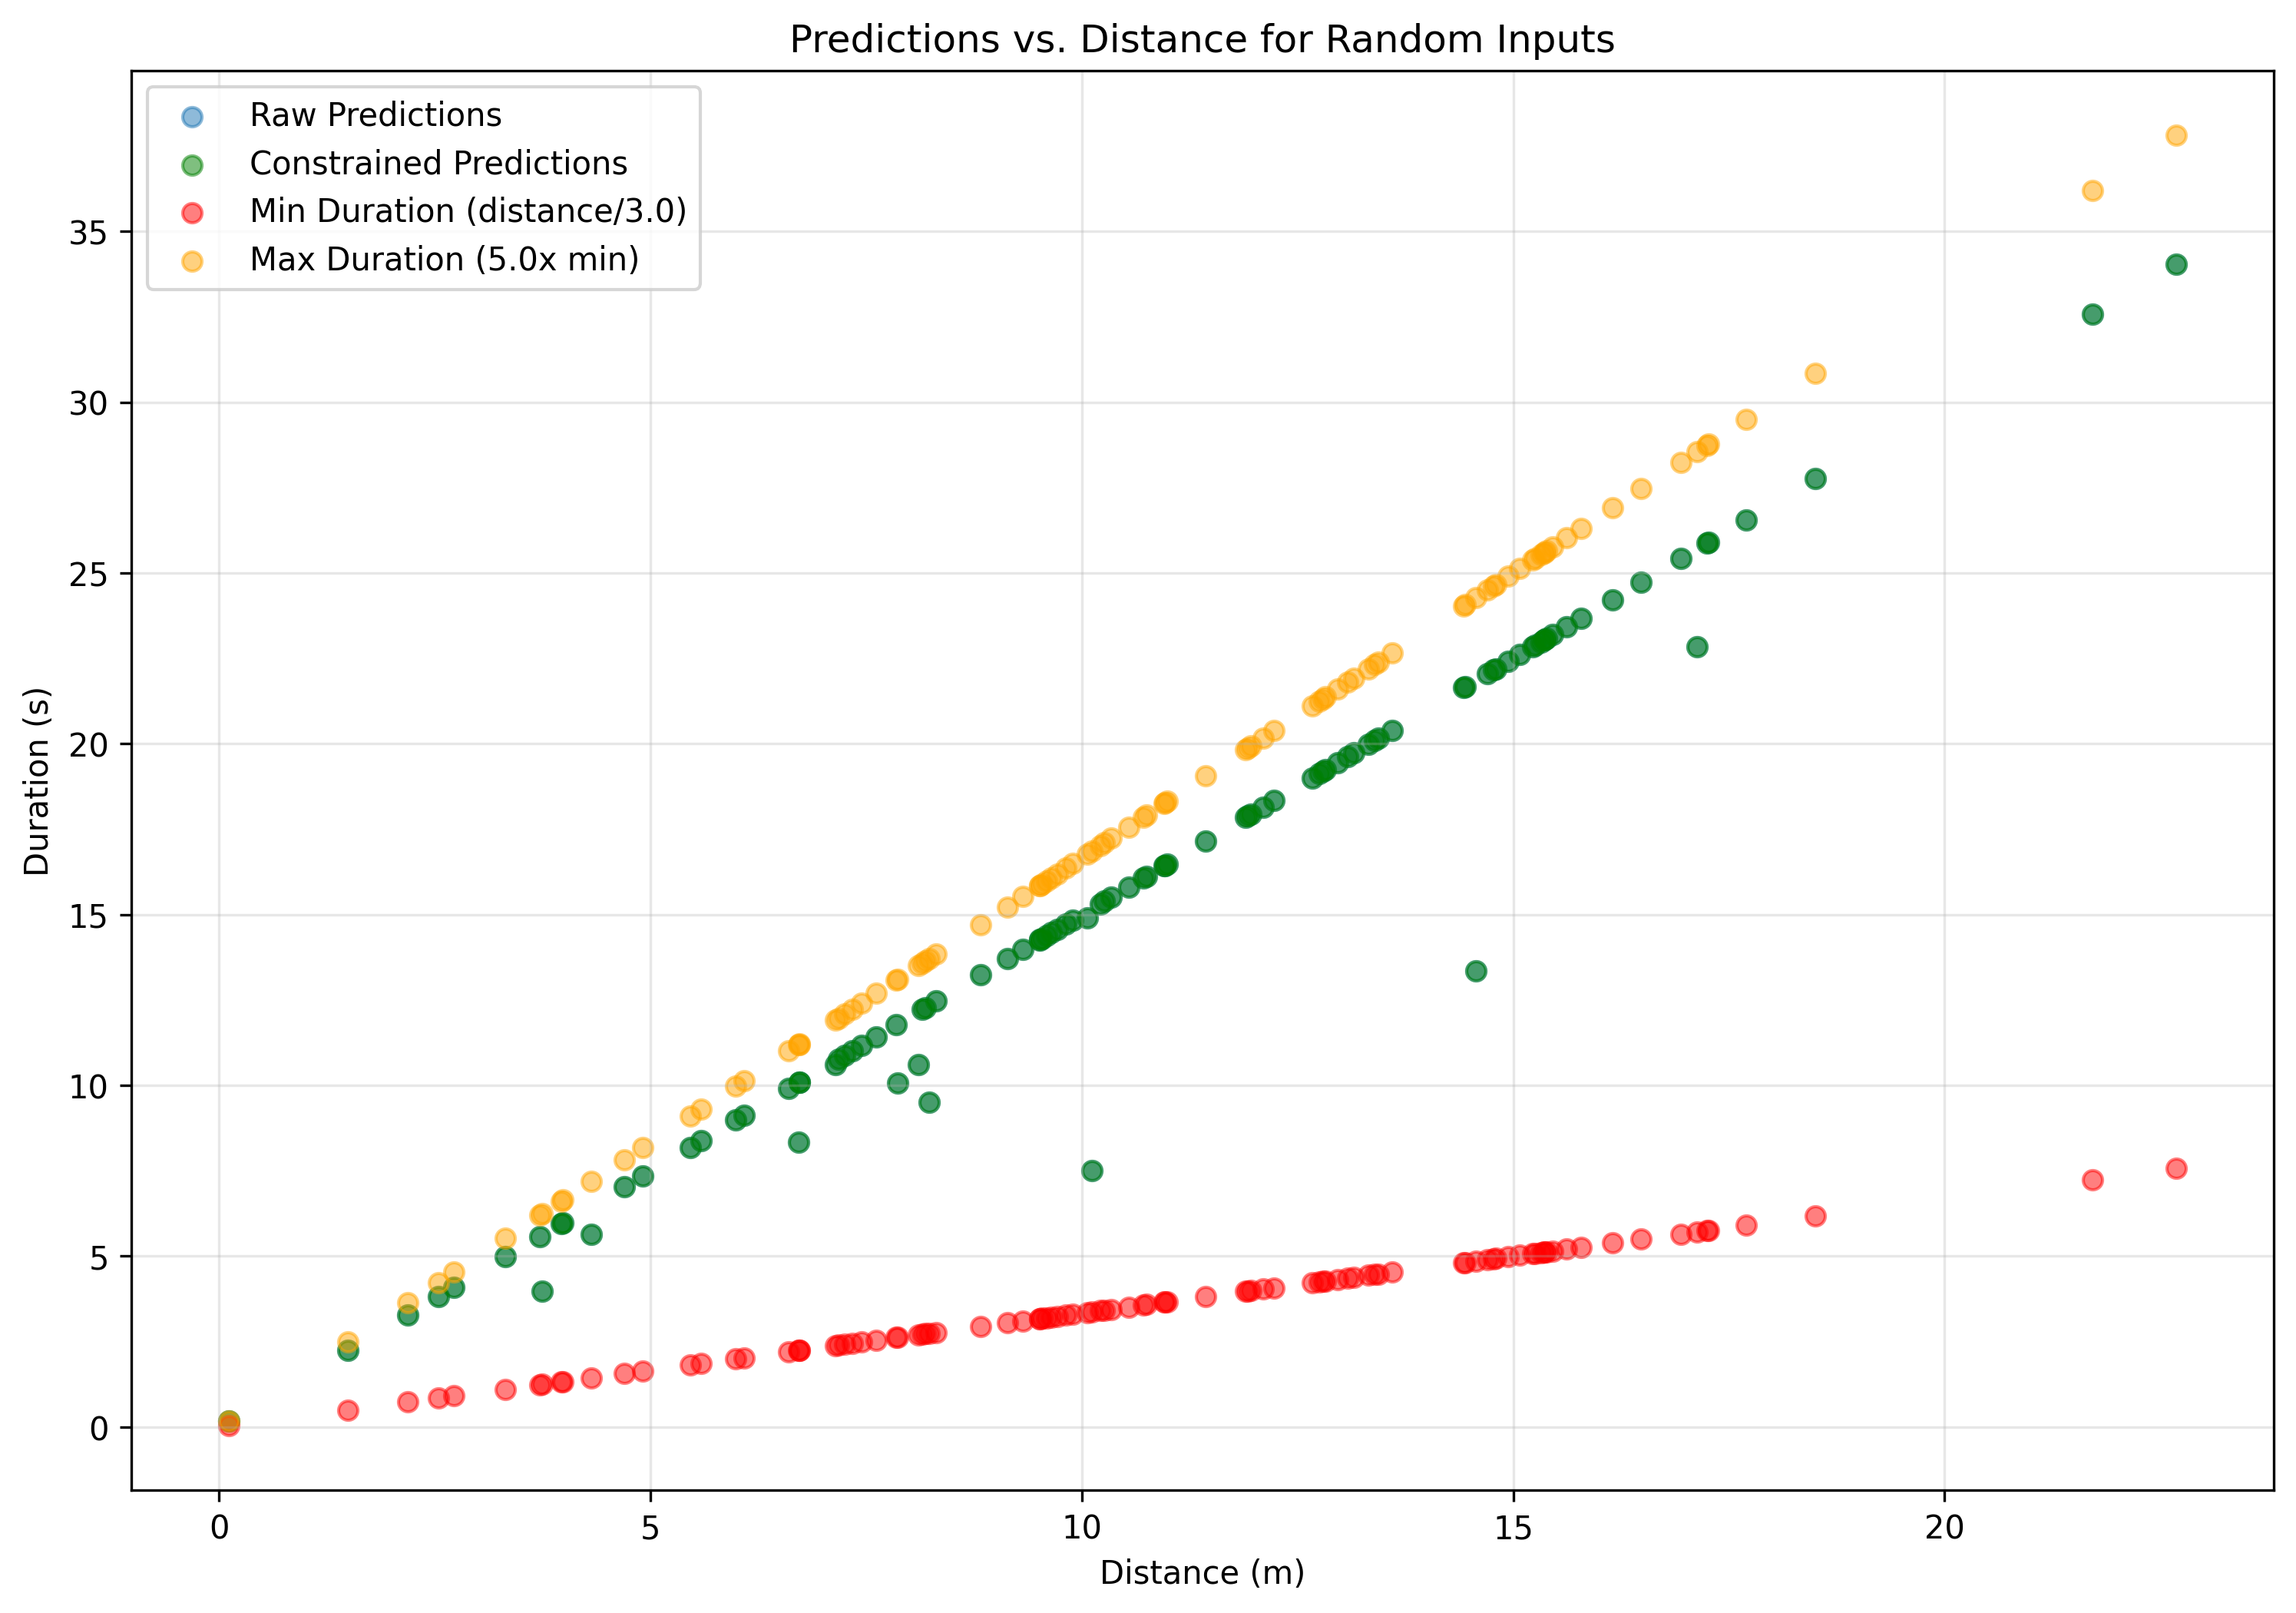 Predictions vs. Distance for Random Inputs
Raw Predictions
Constrained Predictions
Min Duration (distance/3.0)
Max Duration (5.0x min)
35
30
25
20
15
10
5
0
Duration (s)
0 5 10 15 20
Distance (m)